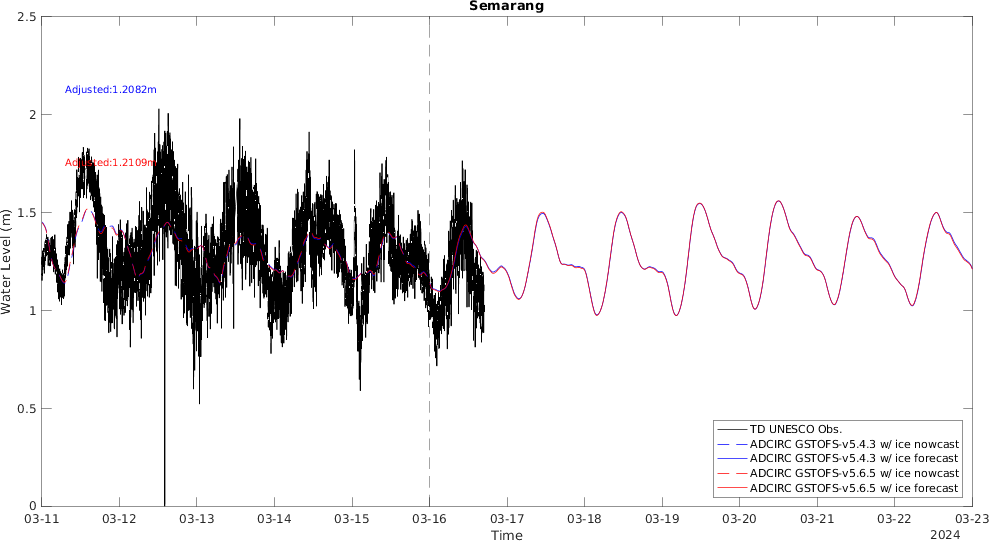 Semarang
2.5
2
1.5
1
0.5
0
Water Level (m)
Adjusted:1.2082m
Adjusted:1.2109m
TD UNESCO Obs.
ADCIRC GSTOFS-v5.4.3 w/ ice nowcast
ADCIRC GSTOFS-v5.4.3 w/ ice forecast
ADCIRC GSTOFS-v5.6.5 w/ ice nowcast
ADCIRC GSTOFS-v5.6.5 w/ ice forecast
03-11 03-12 03-13 03-14 03-15 03-16 03-17 03-18 03-19 03-20 03-21 03-22 03-23
Time
2024